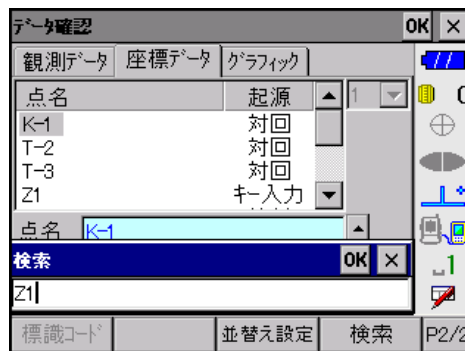 ﾃﾞｰﾀ確認 OK ×
観測ﾃﾞｰﾀ 座標ﾃﾞｰﾀ ｸﾞﾗﾌｨｯｸ
点名 起源 1
K-1 対回
T-2 対回
T-3 対回
Z1 キー入力
点名 K-1
検索 OK ×
Z1
標識ｺｰﾄﾞ 並替え設定 検索 P2/2
0
1